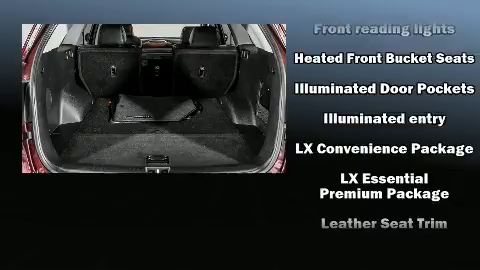 Front reading lights
Heated Front Bucket Seats
Illuminated Door Pockets
Illuminated entry
LX Convenience Package
LX Essential
Premium Package
Leather Seat Trim